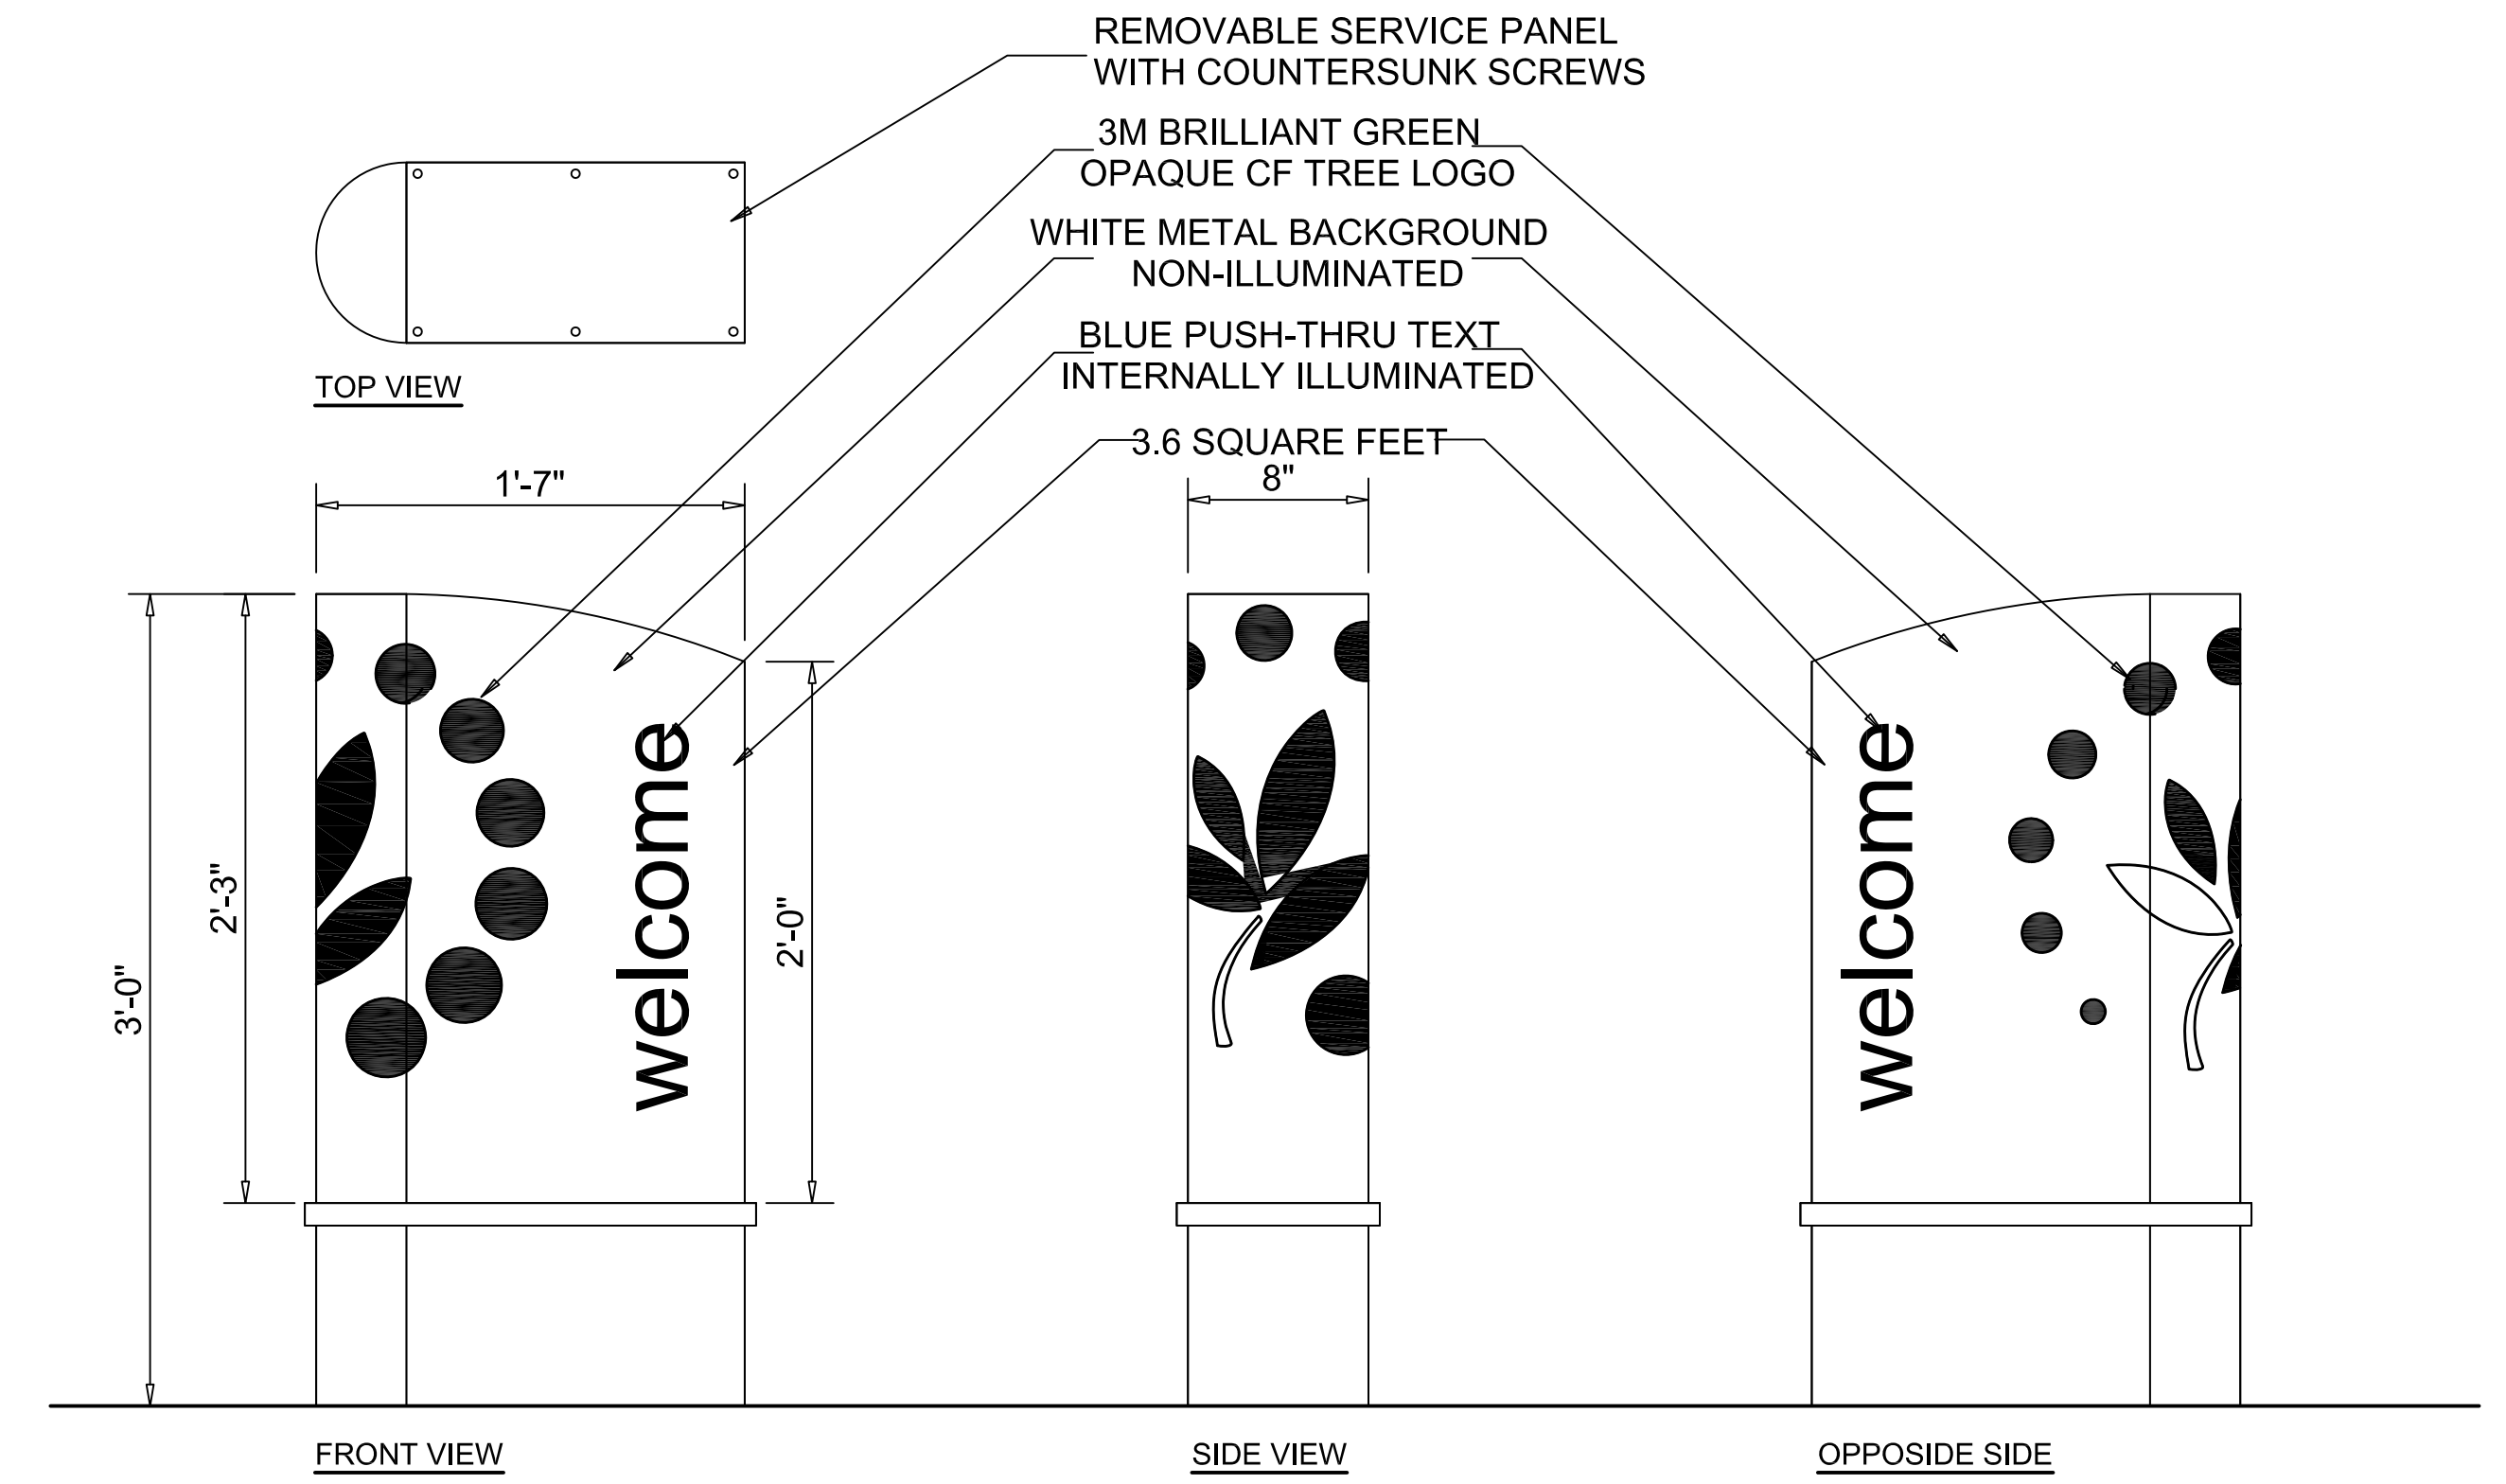 REMOVABLE SERVICE PANEL
WITH COUNTERSUNK SCREWS
3M BRILLIANT GREEN
OPAQUE CF TREE LOGO
WHITE METAL BACKGROUND
NON-ILLUMINATED
BLUE PUSH-THRU TEXT
INTERNALLY ILLUMINATED
3.6 SQUARE FEET
TOP VIEW
1'-7"
8"
3'-0"
2'-3"
welcome
2'-0"
welcome
FRONT VIEW
SIDE VIEW
OPPOSIDE SIDE